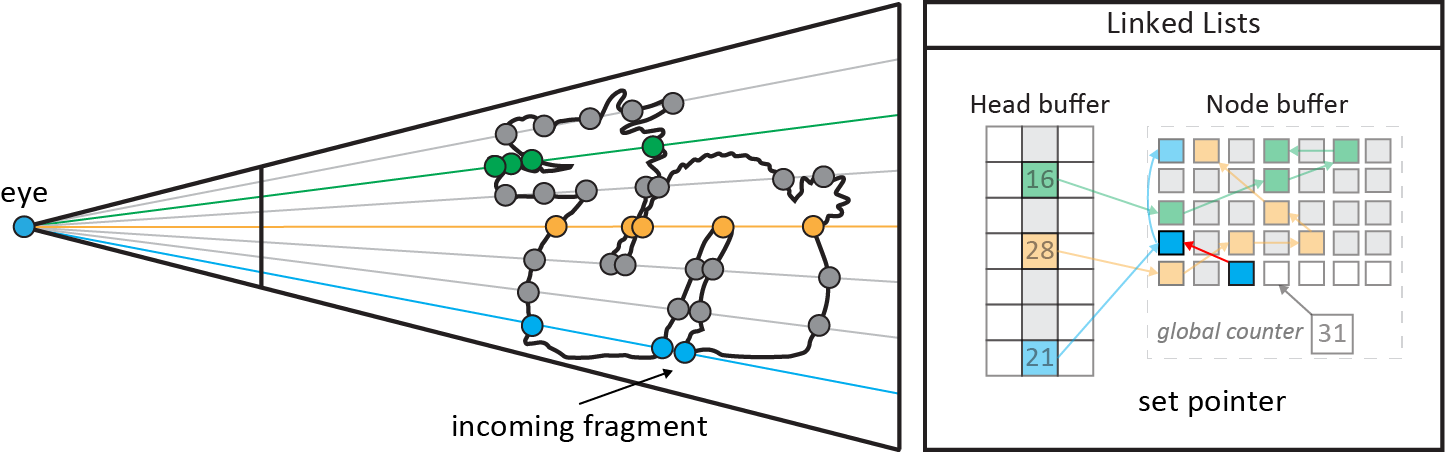 eye
incoming fragment
Linked Lists
Head buffer
Node buffer
16
28
21
global counter 31
set pointer